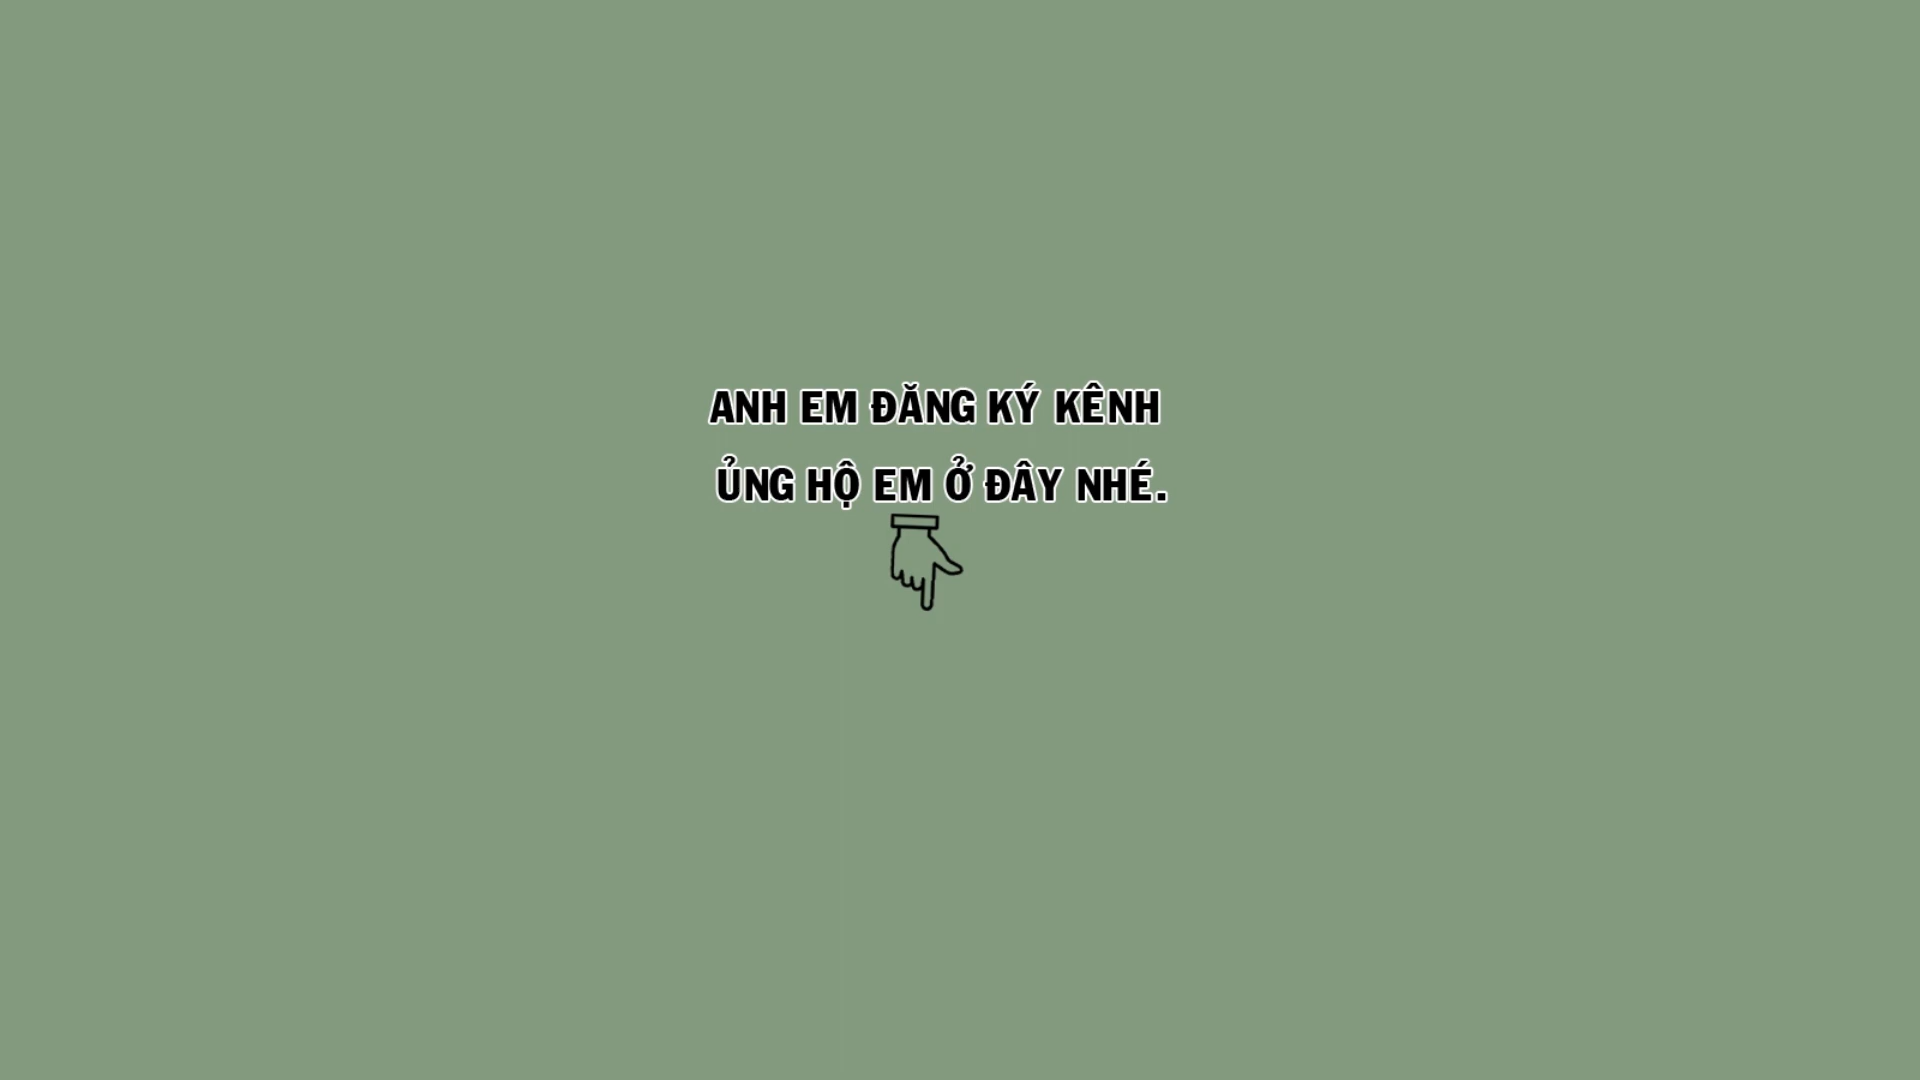 ANH EM ĐĂNG KÝ KÊNH
ỦNG HỘ EM Ở ĐÂY NHÉ.